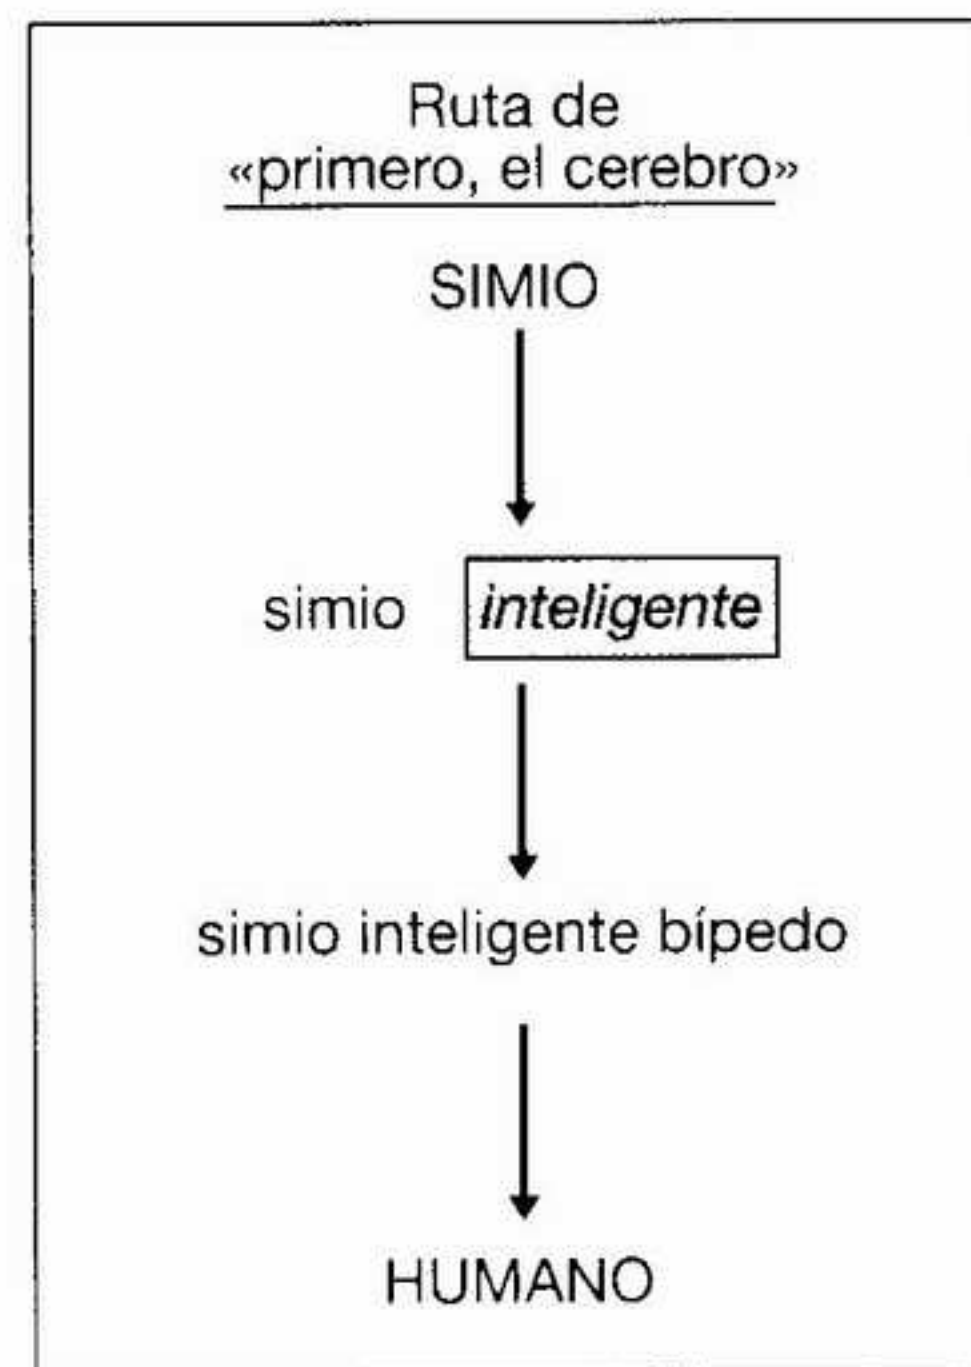 Ruta de
«primero, el cerebro»
SIMIO
simio inteligente
simio inteligente bípedo
HUMANO